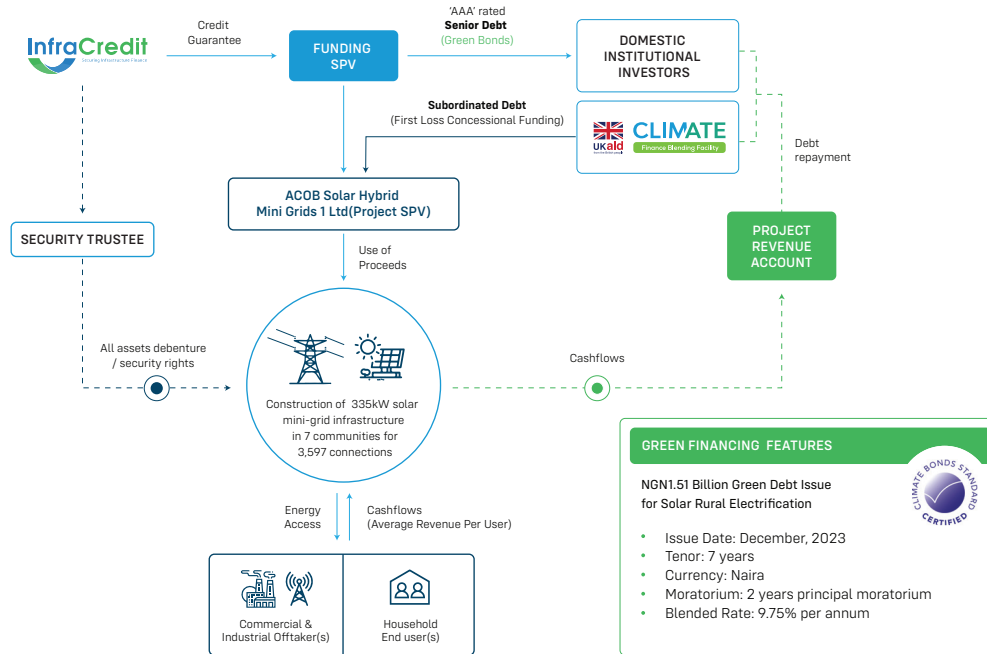 InfraCredit
Securing Infrastructure Finance
Credit
Guarantee
FUNDING
SPV
'AAA' rated
Senior Debt
(Green Bonds)
DOMESTIC
INSTITUTIONAL
INVESTORS
Subordinated Debt
(First Loss Concessional Funding)
UKaid
CLIMATE
Finance Blending Facility
Debt
repayment
ACOB Solar Hybrid
Mini Grids 1 Ltd(Project SPV)
SECURITY TRUSTEE
PROJECT
REVENUE
ACCOUNT
Use of
Proceeds
All assets debenture
/ security rights
Cashflows
Construction of 335kW solar
mini-grid infrastructure
in 7 communities for
3,597 connections
Energy
Access
Cashflows
(Average Revenue Per User)
Commercial &
Industrial Offtaker(s)
Household
End user(s)
GREEN FINANCING FEATURES
NGN1.51 Billion Green Debt Issue
for Solar Rural Electrification
CLIMATE BONDS STANDARD
CERTIFIED
• Issue Date: December, 2023
• Tenor: 7 years
• Currency: Naira
• Moratorium: 2 years principal moratorium
• Blended Rate: 9.75% per annum